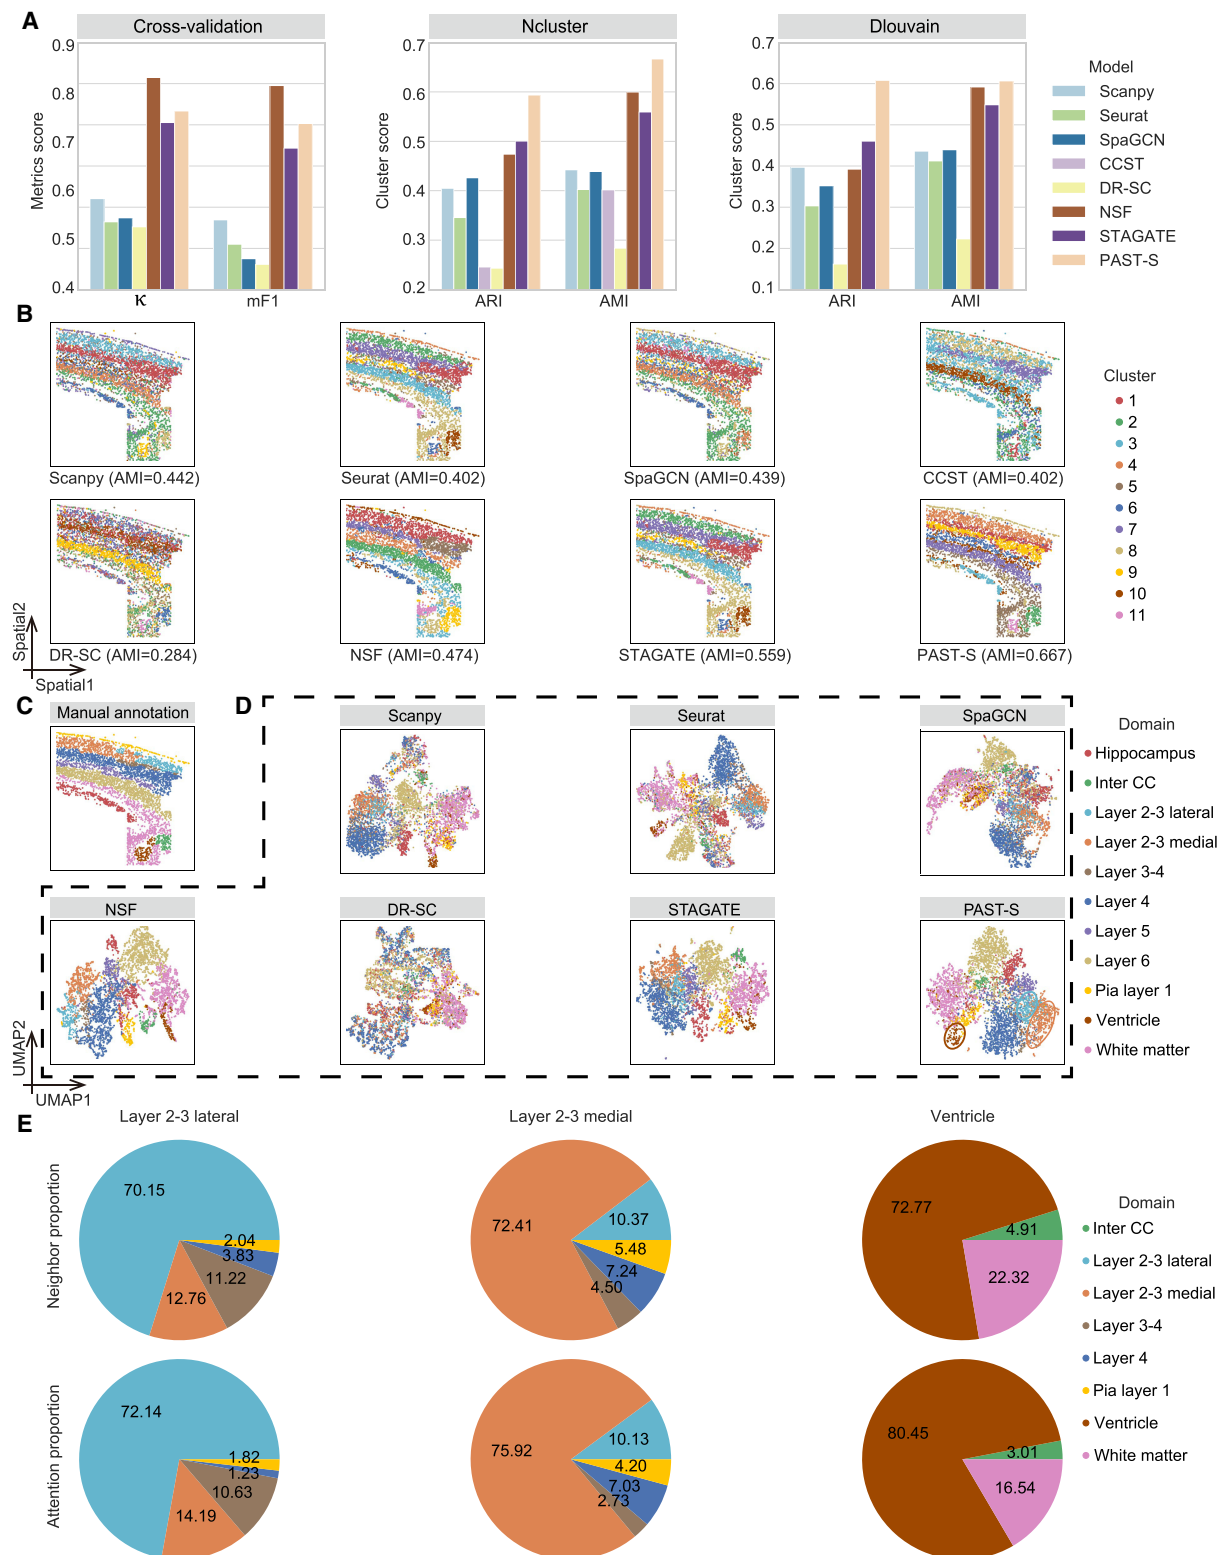 A
Cross-validation
Ncluster
Dlouvain
Metrics score
0.9
0.8
0.7
0.6
0.5
0.4
κ
mF1
Cluster score
0.7
0.6
0.5
0.4
0.3
0.2
ARI
AMI
Cluster score
0.7
0.6
0.5
0.4
0.3
0.2
0.1
ARI
AMI
Model
Scanpy
Seurat
SpaGCN
CCST
DR-SC
NSF
STAGATE
PAST-S
B
Scanpy (AMI=0.442)
Seurat (AMI=0.402)
SpaGCN (AMI=0.439)
CCST (AMI=0.402)
DR-SC (AMI=0.284)
NSF (AMI=0.474)
STAGATE (AMI=0.559)
PAST-S (AMI=0.667)
Spatial2
Spatial1
Cluster
1
2
3
4
5
6
7
8
9
10
11
C
Manual annotation
D
Scanpy
Seurat
SpaGCN
NSF
DR-SC
STAGATE
PAST-S
UMAP2
UMAP1
Domain
Hippocampus
Inter CC
Layer 2-3 lateral
Layer 2-3 medial
Layer 3-4
Layer 4
Layer 5
Layer 6
Pia layer 1
Ventricle
White matter
E
Layer 2-3 lateral
Layer 2-3 medial
Ventricle
Neighbor proportion
70.15
2.04
3.83
11.22
12.76
72.41
10.37
5.48
7.24
4.50
72.77
4.91
22.32
Attention proportion
72.14
1.82
1.23
10.63
14.19
75.92
10.13
4.20
7.03
2.73
80.45
3.01
16.54
Domain
Inter CC
Layer 2-3 lateral
Layer 2-3 medial
Layer 3-4
Layer 4
Pia layer 1
Ventricle
White matter